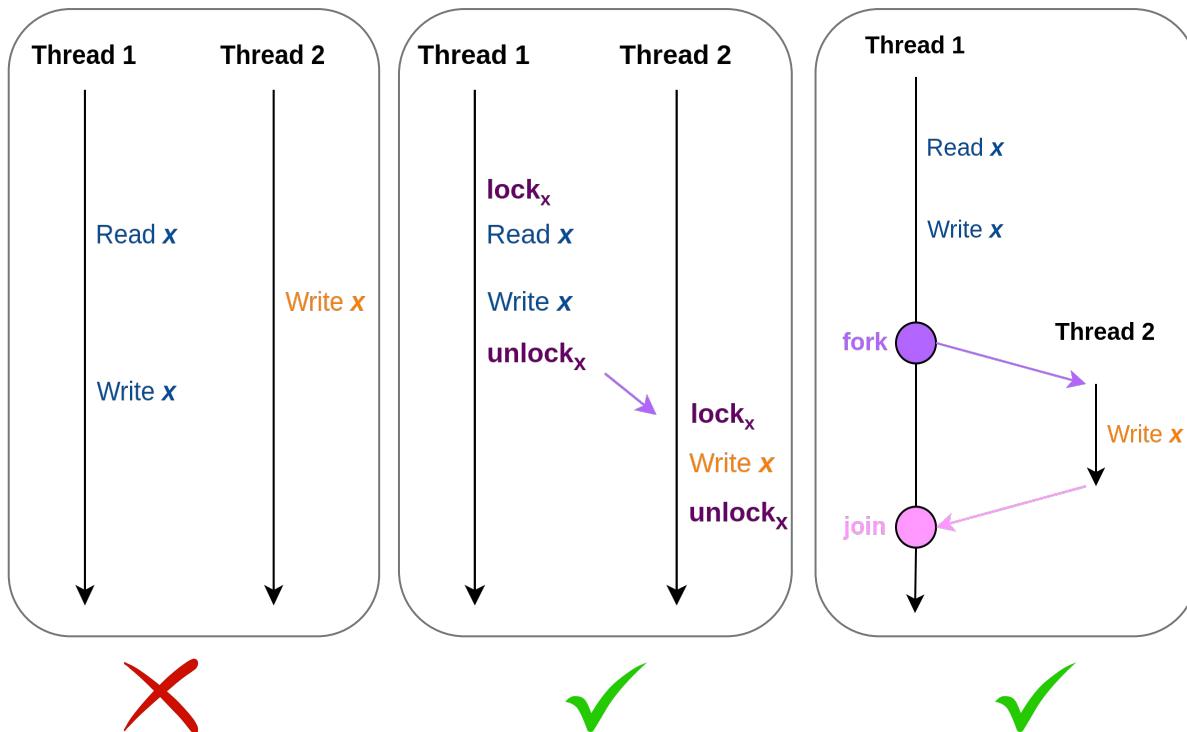 Thread 1
Thread 2
Read x
Write x
Write x
Thread 1
Thread 2
lockx
Read x
Write x
unlockx
lockx
Write x
unlockx
Thread 1
Read x
Write x
fork
Thread 2
Write x
join